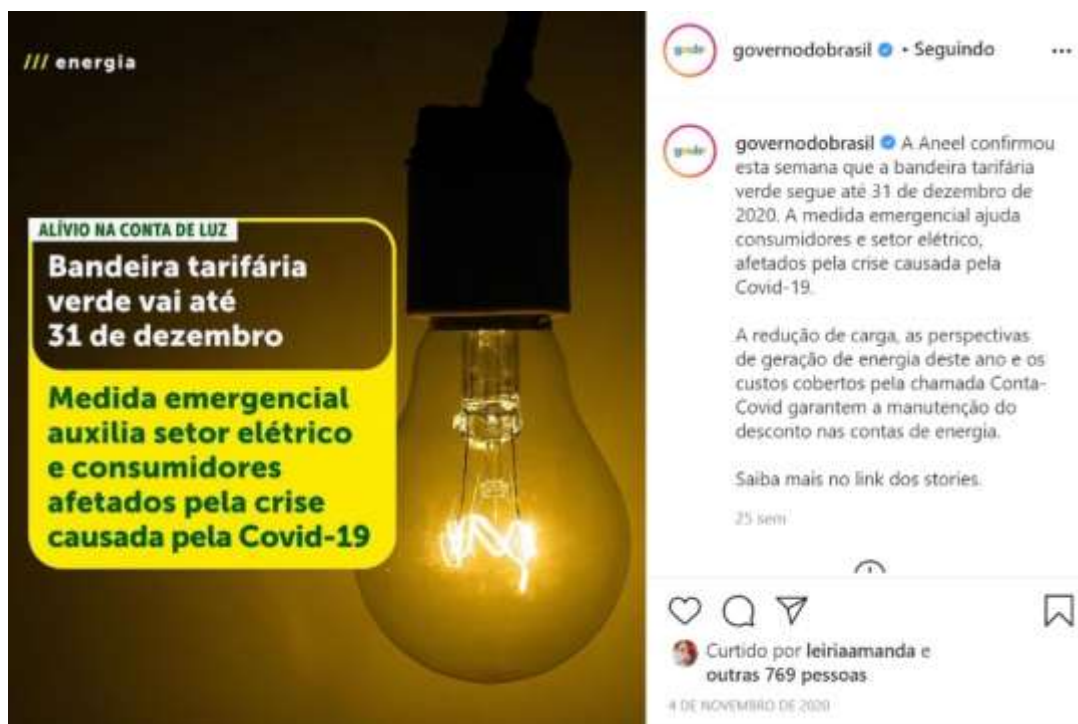 /// energia
ALÍVIO NA CONTA DE LUZ
Bandeira tarifária
verde vai até
31 de dezembro
Medida emergencial
auxilia setor elétrico
e consumidores
afetados pela crise
causada pela Covid-19
governodobrasil • Seguindo
governodobrasil A Aneel confirmou
esta semana que a bandeira tarifária
verde segue até 31 de dezembro de
2020. A medida emergencial ajuda
consumidores e setor elétrico,
afetados pela crise causada pela
Covid-19.
A redução de carga, as perspectivas
de geração de energia deste ano e os
custos cobertos pela chamada Conta-
Covid garantem a manutenção do
desconto nas contas de energia.
Saiba mais no link dos stories.
25 sem
Curtido por leiriaamanda e
outras 769 pessoas
4 DE NOVEMBRO DE 2020